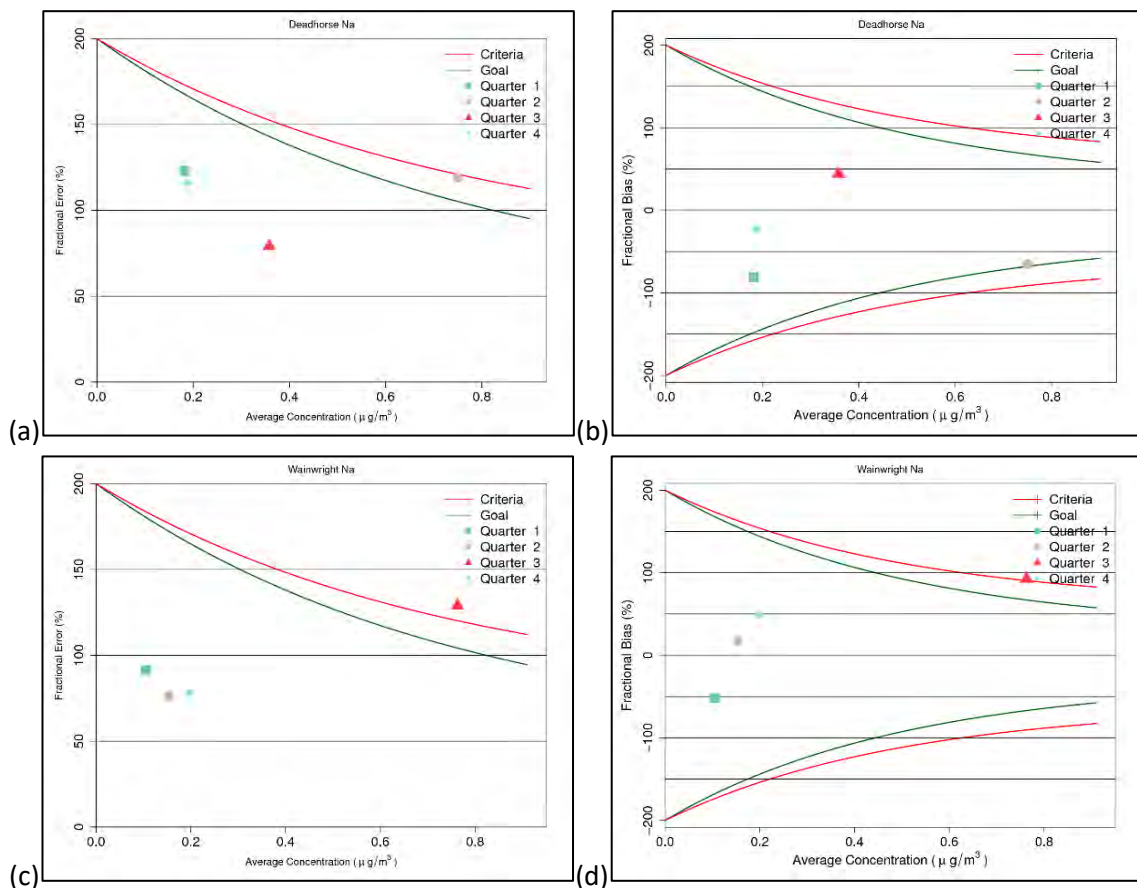 Deadhorse Na
200
150
100
50
0
Fractional Error (%)
Criteria
Goal
Quarter 1
Quarter 2
Quarter 3
Quarter 4
0.0 0.2 0.4 0.6 0.8
Average Concentration ( μ g/m³ )
(a)
Deadhorse Na
200
100
0
−100
−200
Fractional Bias (%)
Criteria
Goal
Quarter 1
Quarter 2
Quarter 3
Quarter 4
0.0 0.2 0.4 0.6 0.8
Average Concentration ( μ g/m³ )
(b)
Wainwright Na
200
150
100
50
0
Fractional Error (%)
Criteria
Goal
Quarter 1
Quarter 2
Quarter 3
Quarter 4
0.0 0.2 0.4 0.6 0.8
Average Concentration ( μ g/m³ )
(c)
Wainwright Na
200
100
0
−100
−200
Fractional Bias (%)
Criteria
Goal
Quarter 1
Quarter 2
Quarter 3
Quarter 4
0.0 0.2 0.4 0.6 0.8
Average Concentration ( μ g/m³ )
(d)